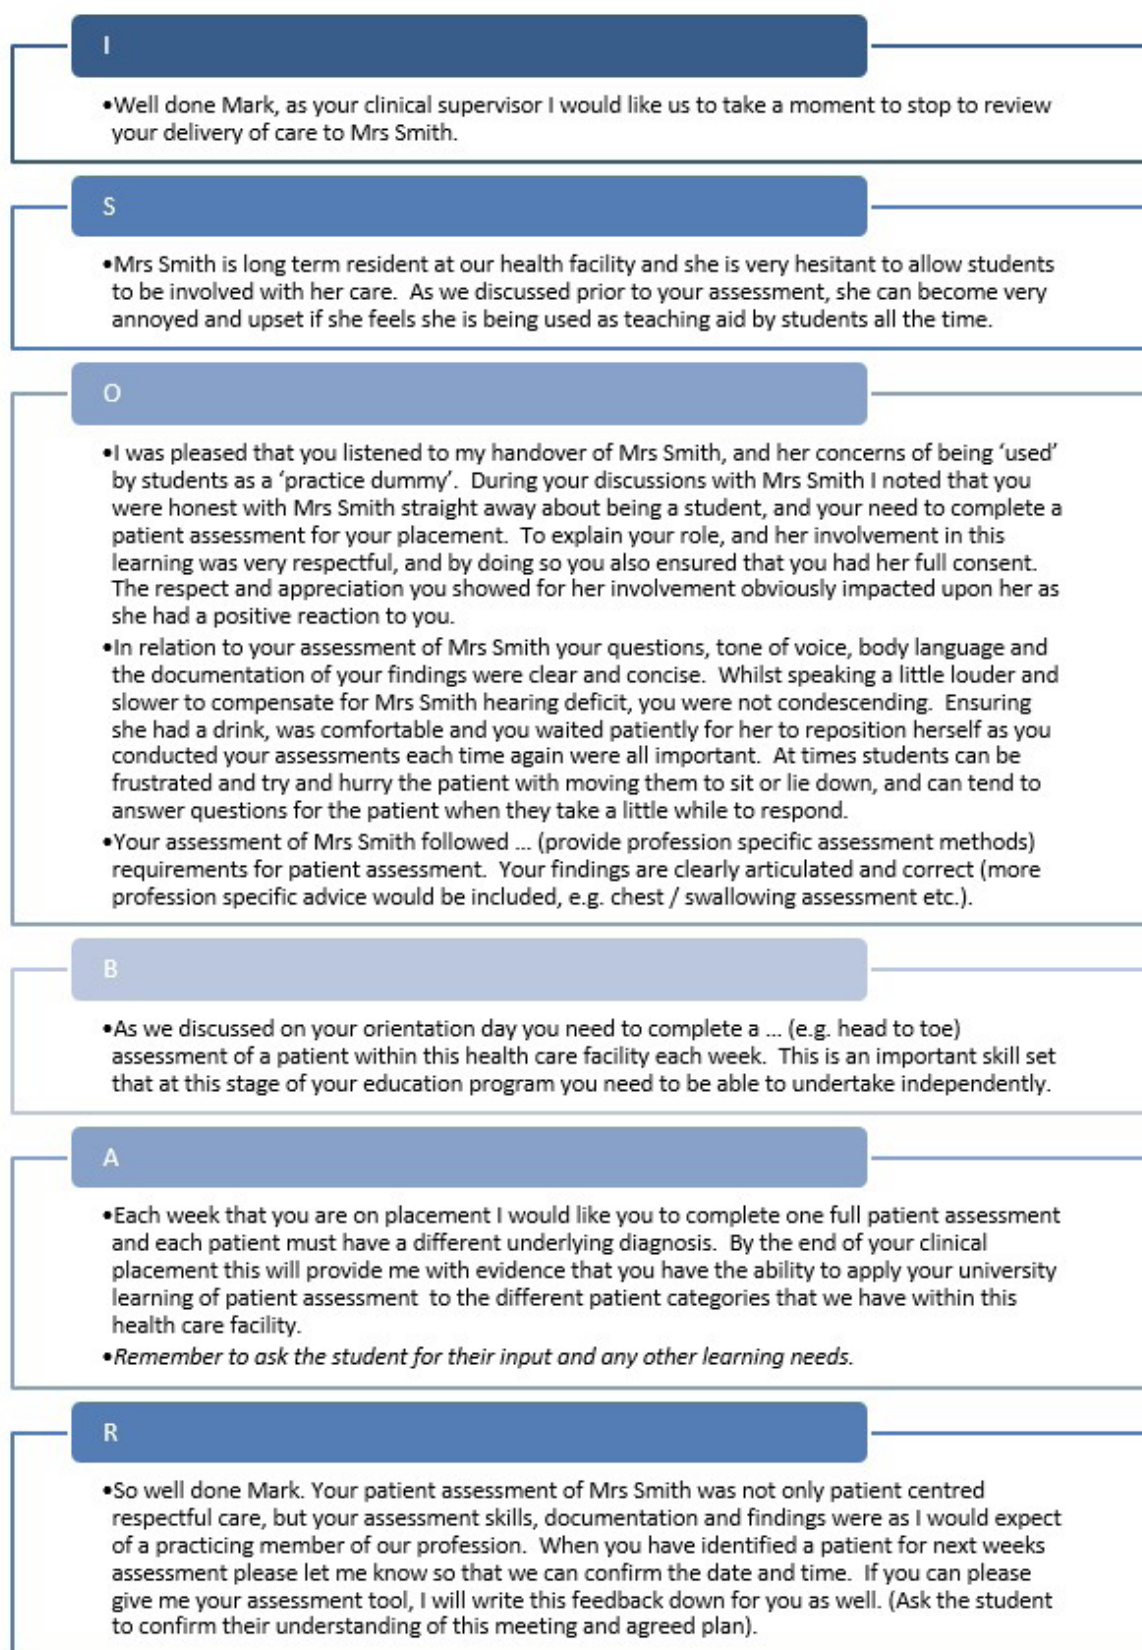 I
•Well done Mark, as your clinical supervisor I would like us to take a moment to stop to review
your delivery of care to Mrs Smith.
S
•Mrs Smith is long term resident at our health facility and she is very hesitant to allow students
to be involved with her care.  As we discussed prior to your assessment, she can become very
annoyed and upset if she feels she is being used as teaching aid by students all the time.
O
•I was pleased that you listened to my handover of Mrs Smith, and her concerns of being ‘used’
by students as a ‘practice dummy’.  During your discussions with Mrs Smith I noted that you
were honest with Mrs Smith straight away about being a student, and your need to complete a
patient assessment for your placement.  To explain your role, and her involvement in this
learning was very respectful, and by doing so you also ensured that you had her full consent.
The respect and appreciation you showed for her involvement obviously impacted upon her as
she had a positive reaction to you.
•In relation to your assessment of Mrs Smith your questions, tone of voice, body language and
the documentation of your findings were clear and concise.  Whilst speaking a little louder and
slower to compensate for Mrs Smith hearing deficit, you were not condescending.  Ensuring
she had a drink, was comfortable and you waited patiently for her to reposition herself as you
conducted your assessments each time again were all important.  At times students can be
frustrated and try and hurry the patient with moving them to sit or lie down, and can tend to
answer questions for the patient when they take a little while to respond.
•Your assessment of Mrs Smith followed ... (provide profession specific assessment methods)
requirements for patient assessment.  Your findings are clearly articulated and correct (more
profession specific advice would be included, e.g. chest / swallowing assessment etc.).
B
•As we discussed on your orientation day you need to complete a ... (e.g. head to toe)
assessment of a patient within this health care facility each week.  This is an important skill set
that at this stage of your education program you need to be able to undertake independently.
A
•Each week that you are on placement I would like you to complete one full patient assessment
and each patient must have a different underlying diagnosis.  By the end of your clinical
placement this will provide me with evidence that you have the ability to apply your university
learning of patient assessment  to the different patient categories that we have within this
health care facility.
•Remember to ask the student for their input and any other learning needs.
R
•So well done Mark. Your patient assessment of Mrs Smith was not only patient centred
respectful care, but your assessment skills, documentation and findings were as I would expect
of a practicing member of our profession.  When you have identified a patient for next weeks
assessment please let me know so that we can confirm the date and time.  If you can please
give me your assessment tool, I will write this feedback down for you as well. (Ask the student
to confirm their understanding of this meeting and agreed plan).